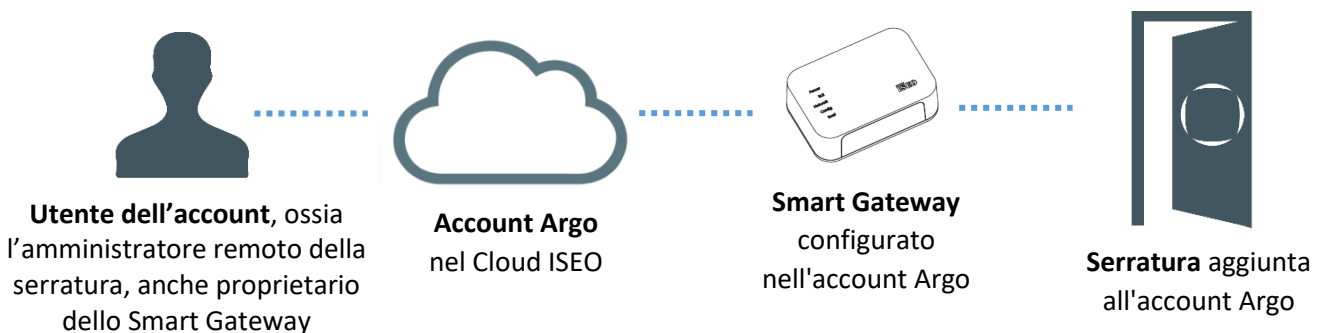 Utente dell’account, ossia
l’amministratore remoto della
serratura, anche proprietario
dello Smart Gateway
Account Argo
nel Cloud ISEO
ISEO
Smart Gateway
configurato
nell'account Argo
Serratura aggiunta
all'account Argo